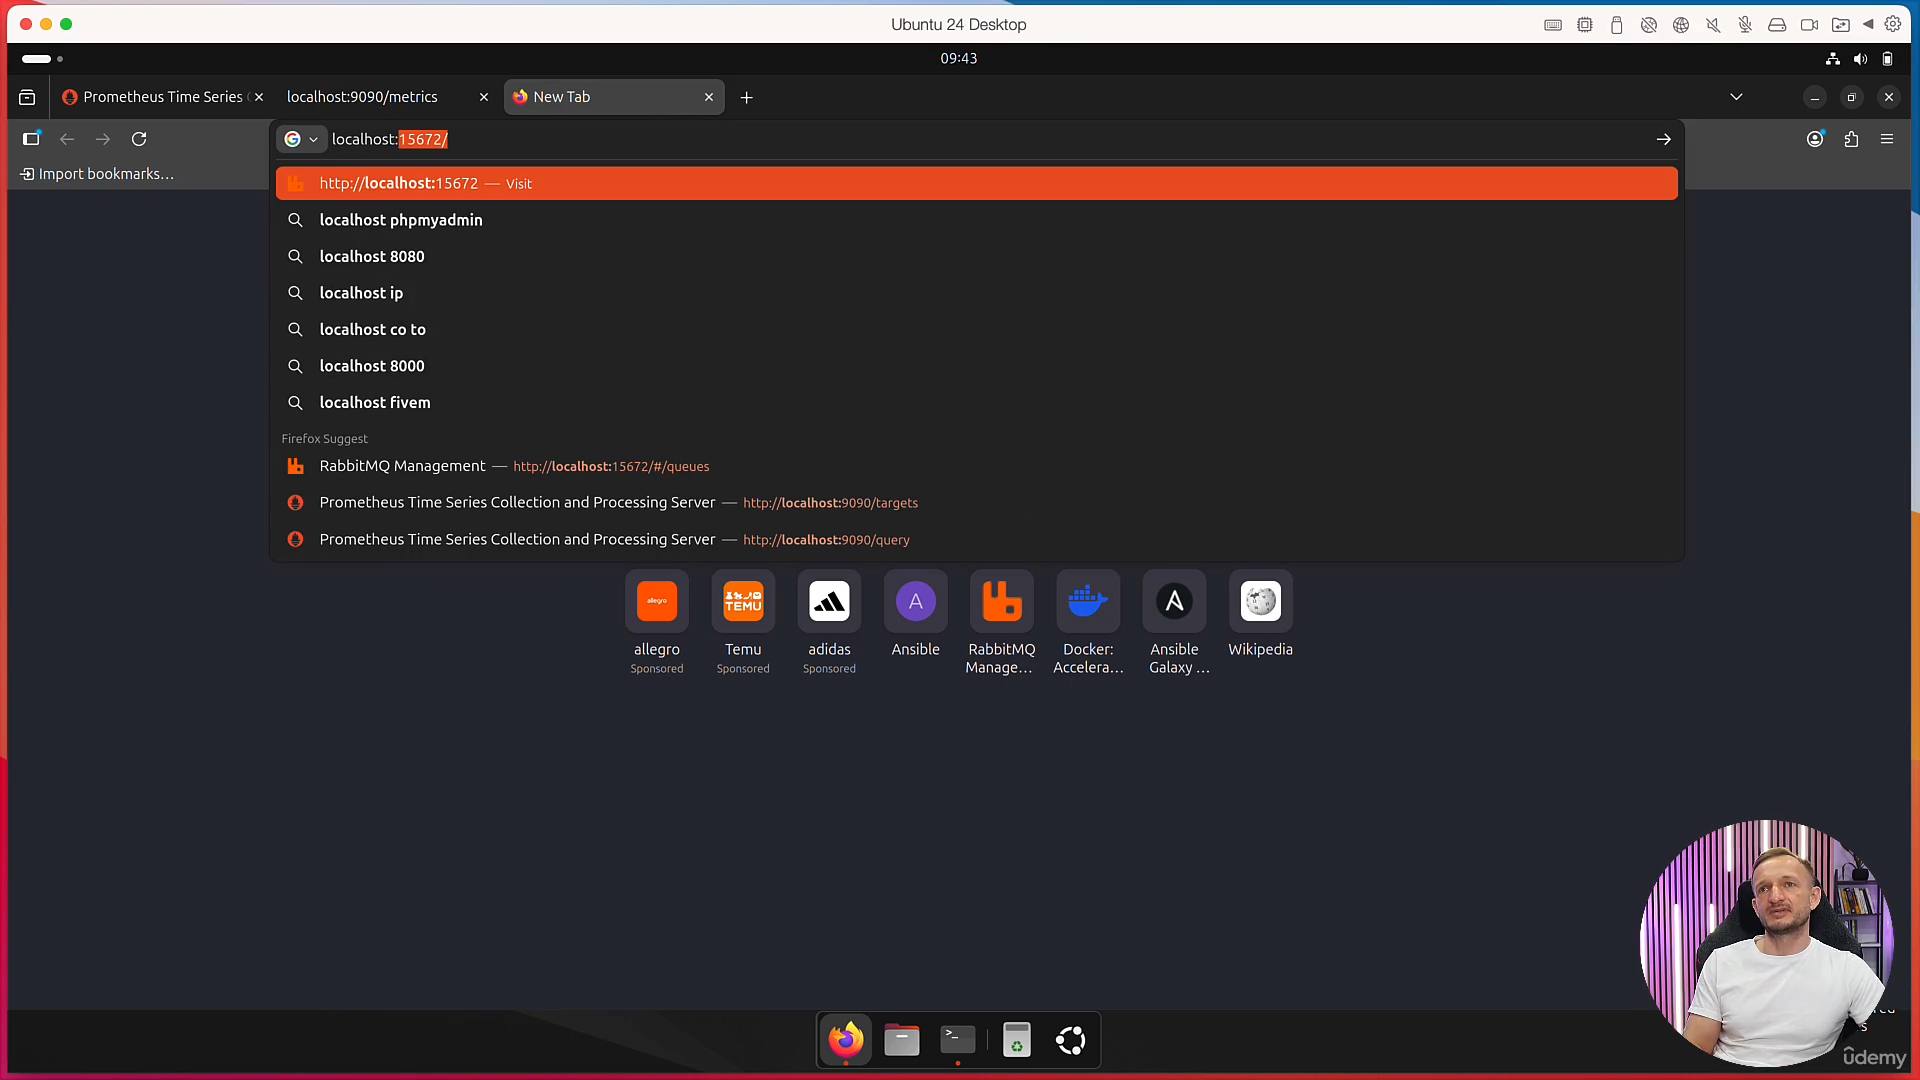 Ubuntu 24 Desktop
09:43
Prometheus Time Series
localhost:9090/metrics
New Tab
localhost:15672/
Import bookmarks…
http://localhost:15672 — Visit
localhost phpmyadmin
localhost 8080
localhost ip
localhost co to
localhost 8000
localhost fivem
Firefox Suggest
RabbitMQ Management — http://localhost:15672/#/queues
Prometheus Time Series Collection and Processing Server — http://localhost:9090/targets
Prometheus Time Series Collection and Processing Server — http://localhost:9090/query
allegro
TEMU
A
allegro
Sponsored
Temu
Sponsored
adidas
Sponsored
Ansible
RabbitMQ
Manage…
Docker:
Accelera…
Ansible
Galaxy …
Wikipedia
udemy